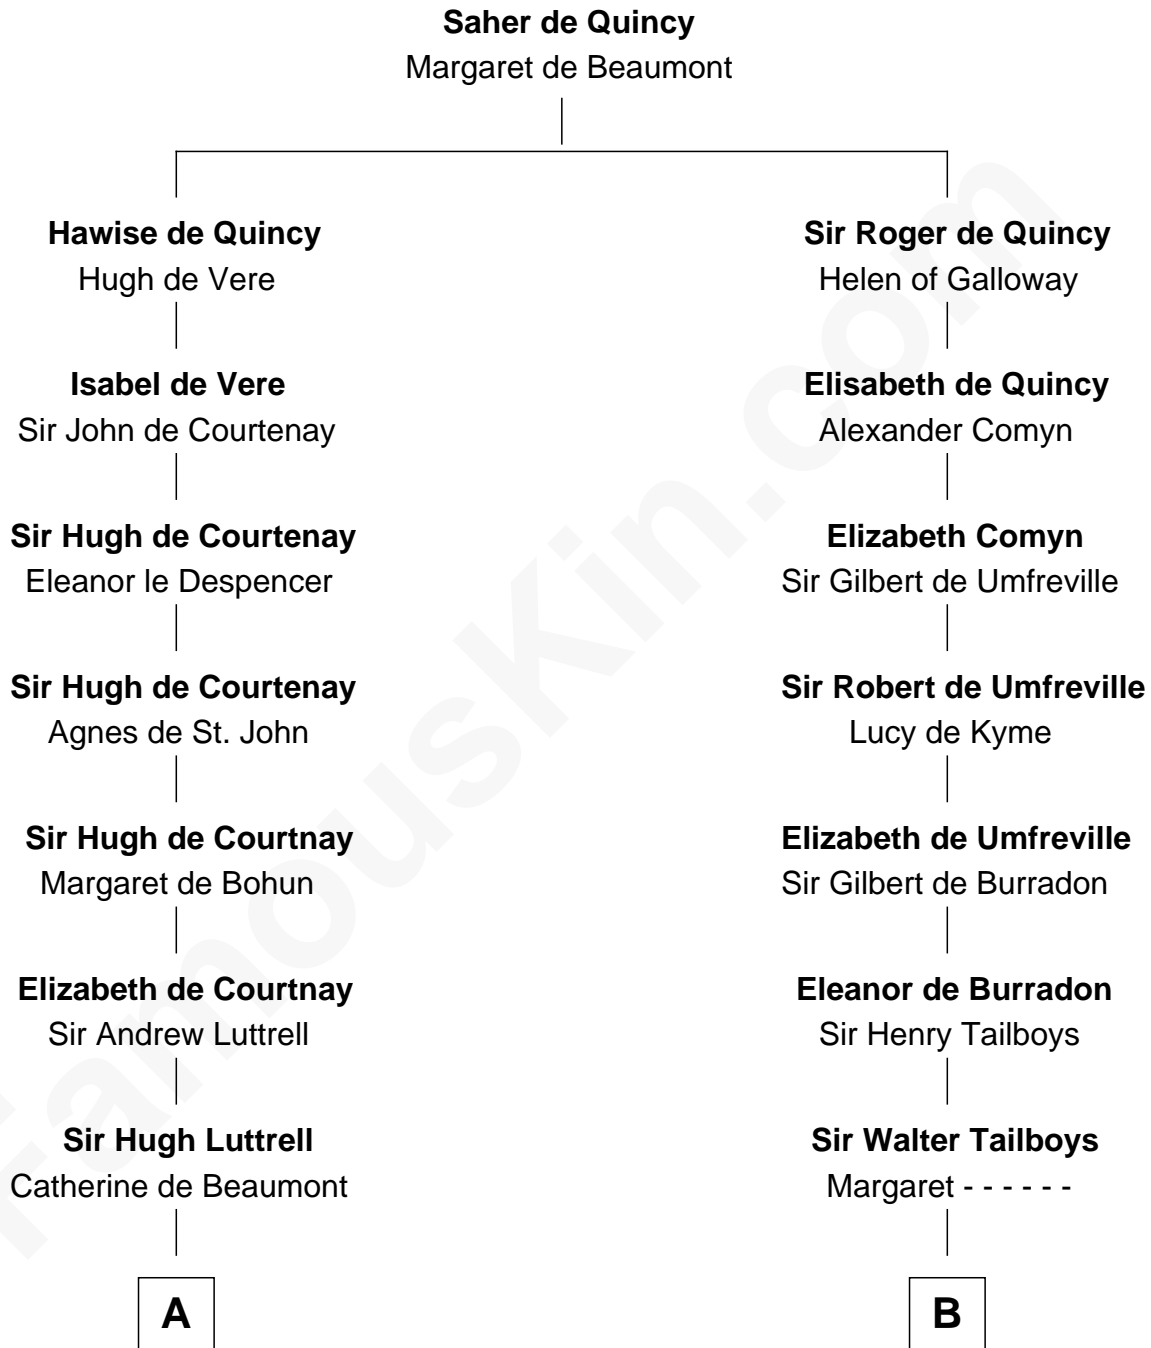 Saher de Quincy
Margaret de Beaumont
Hawise de Quincy
Hugh de Vere
Sir Roger de Quincy
Helen of Galloway
Isabel de Vere
Sir John de Courtenay
Elisabeth de Quincy
Alexander Comyn
Sir Hugh de Courtenay
Eleanor le Despencer
Elizabeth Comyn
Sir Gilbert de Umfreville
Sir Hugh de Courtenay
Agnes de St. John
Sir Robert de Umfreville
Lucy de Kyme
Sir Hugh de Courtnay
Margaret de Bohun
Elizabeth de Umfreville
Sir Gilbert de Burradon
Elizabeth de Courtnay
Sir Andrew Luttrell
Eleanor de Burradon
Sir Henry Tailboys
Sir Hugh Luttrell
Catherine de Beaumont
Sir Walter Tailboys
Margaret - - - - - -
A
B
FamousKin.com